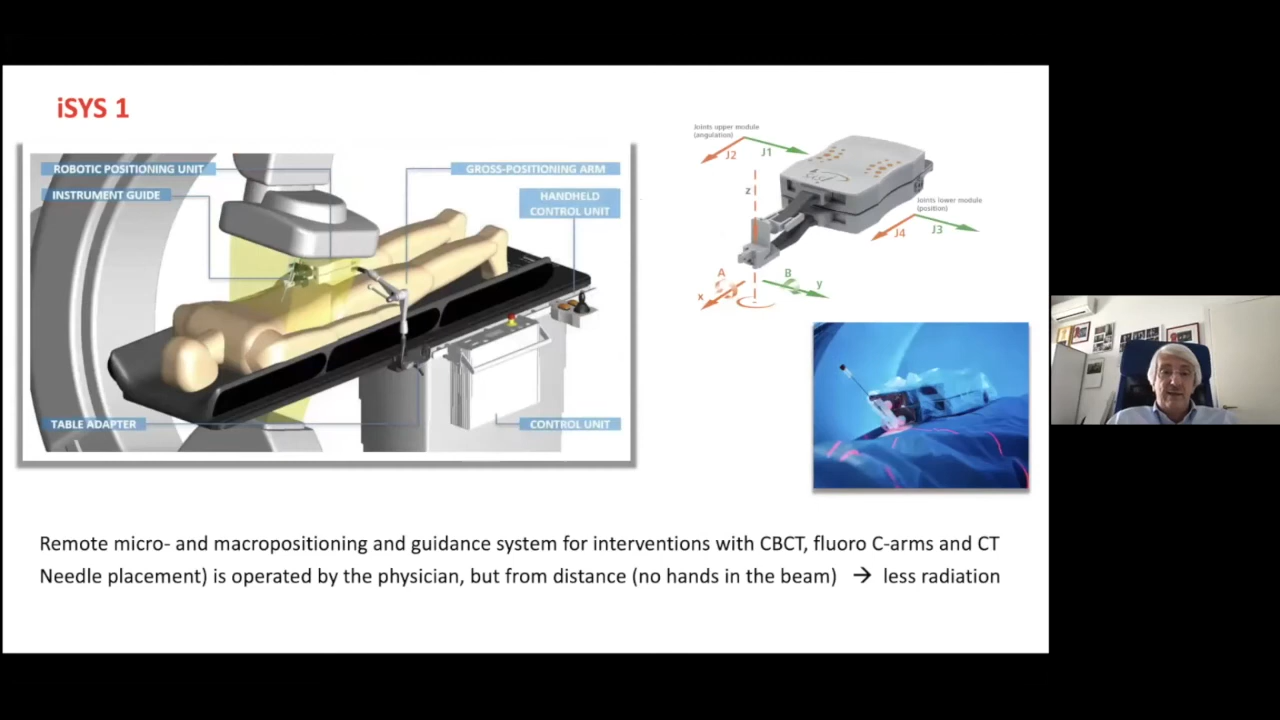 iSYS 1
ROBOTIC POSITIONING UNIT
GROSS-POSITIONING ARM
INSTRUMENT GUIDE
HANDHELD
CONTROL UNIT
TABLE ADAPTER
CONTROL UNIT
Joints upper module
(angulation)
J2
J1
z
Joints lower module
(position)
J4
J3
A
B
x
y
Remote micro- and macropositioning and guidance system for interventions with CBCT, fluoro C-arms and CT
Needle placement) is operated by the physician, but from distance (no hands in the beam) → less radiation